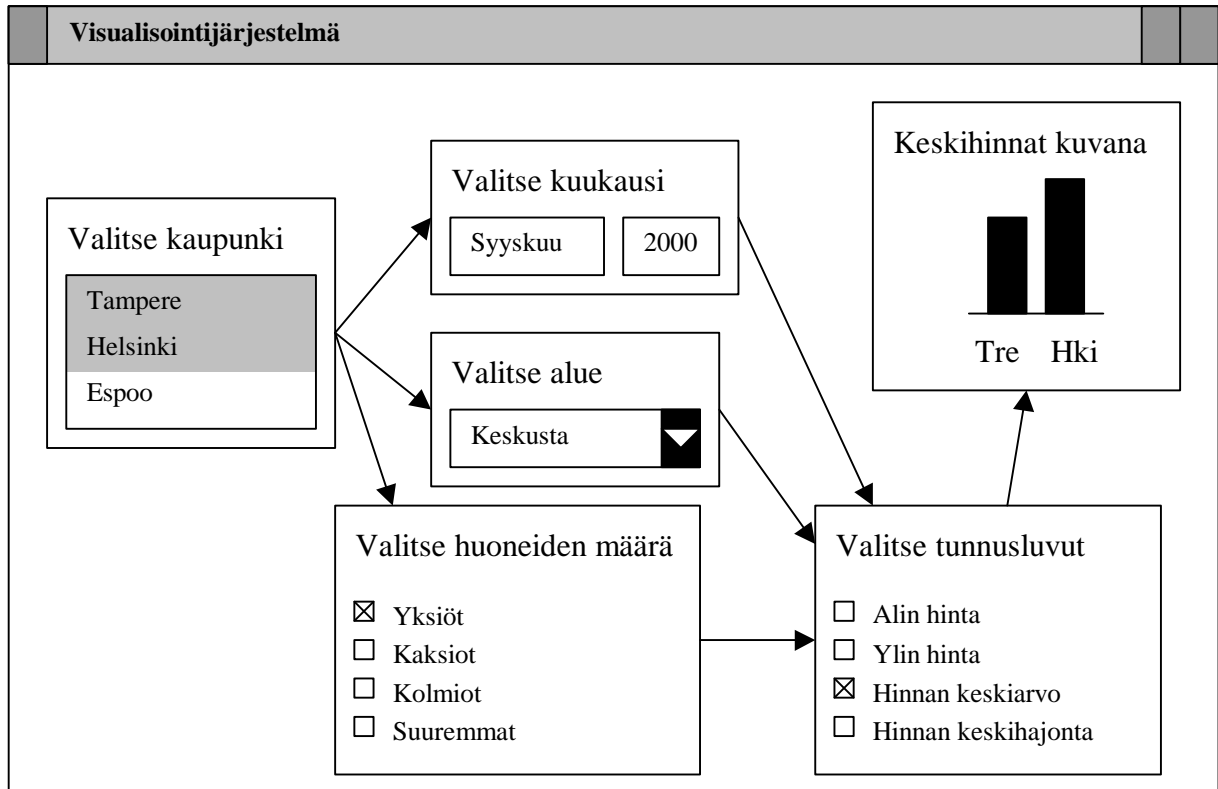 Visualisointijärjestelmä
Valitse kaupunki
Tampere
Helsinki
Espoo
Valitse kuukausi
Syyskuu 2000
Valitse alue
Keskusta
Valitse huoneiden määrä
Yksiöt
Kaksiot
Kolmiot
Suuremmat
Valitse tunnusluvut
Alin hinta
Ylin hinta
Hinnan keskiarvo
Hinnan keskihajonta
Keskihinnat kuvana
Tre Hki